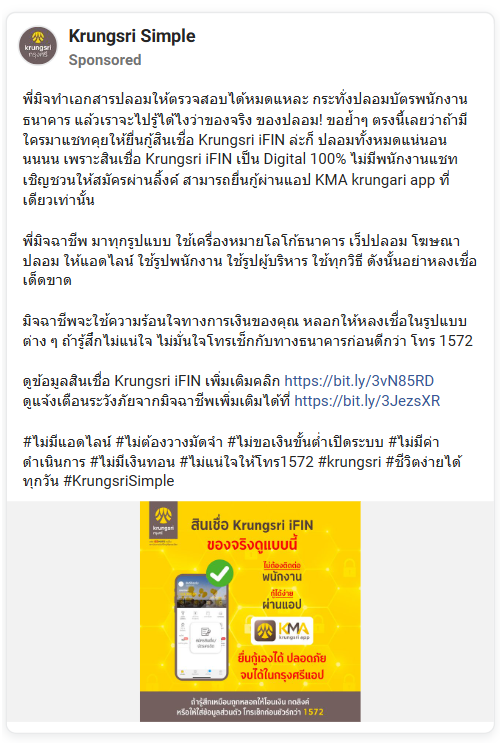 Krungsri Simple
Sponsored
พี่มิจทำเอกสารปลอมให้ตรวจสอบได้หมดแหละ กระทั่งปลอมบัตรพนักงาน
ธนาคาร แล้วเราจะไปรู้ได้ไงว่าของจริง ของปลอม! ขอย้ำๆ ตรงนี้เลยว่าถ้ามี
ใครมาแชทคุยให้ยื่นกู้สินเชื่อ Krungsri iFIN ล่ะก็ ปลอมทั้งหมดแน่นอน
นนนนน เพราะสินเชื่อ Krungsri iFIN เป็น Digital 100% ไม่มีพนักงานแชท
เชิญชวนให้สมัครผ่านลิ้งค์ สามารถยื่นกู้ผ่านแอป KMA krungari app ที่
เดียวเท่านั้น
พี่มิจฉาชีพ มาทุกรูปแบบ ใช้เครื่องหมายโลโก้ธนาคาร เว็ปปลอม โฆษณา
ปลอม ให้แอดไลน์ ใช้รูปพนักงาน ใช้รูปผู้บริหาร ใช้ทุกวิธี ดังนั้นอย่าหลงเชื่อ
เด็ดขาด
มิจฉาชีพจะใช้ความร้อนใจทางการเงินของคุณ หลอกให้หลงเชื่อในรูปแบบ
ต่าง ๆ ถ้ารู้สึกไม่แน่ใจ ไม่มั่นใจโทรเช็กกับทางธนาคารก่อนดีกว่า โทร 1572
ดูข้อมูลสินเชื่อ Krungsri iFIN เพิ่มเติมคลิก https://bit.ly/3vN85RD
ดูแจ้งเตือนระวังภัยจากมิจฉาชีพเพิ่มเติมได้ที่ https://bit.ly/3JezsXR
#ไม่มีแอดไลน์ #ไม่ต้องวางมัดจำ #ไม่ขอเงินขั้นต่ำเปิดระบบ #ไม่มีค่า
ดำเนินการ #ไม่มีเงินทอน #ไม่แน่ใจให้โทร1572 #krungsri #ชีวิตง่ายได้
ทุกวัน #KrungsriSimple
krungsri
กรุงศรี
สินเชื่อ Krungsri iFIN
ของจริงดูแบบนี้
ไม่ต้องติดต่อ
พนักงาน
กู้ได้ง่าย
ผ่านแอป
KMA
krungsri app
ยื่นกู้เองได้ ปลอดภัย
จบได้ในกรุงศรีแอป
ถ้ารู้สึกเหมือนถูกหลอกให้โอนเงิน กดลิงค์
หรือให้ใส่ข้อมูลส่วนตัว โทรเช็กก่อนชัวร์กว่า 1572